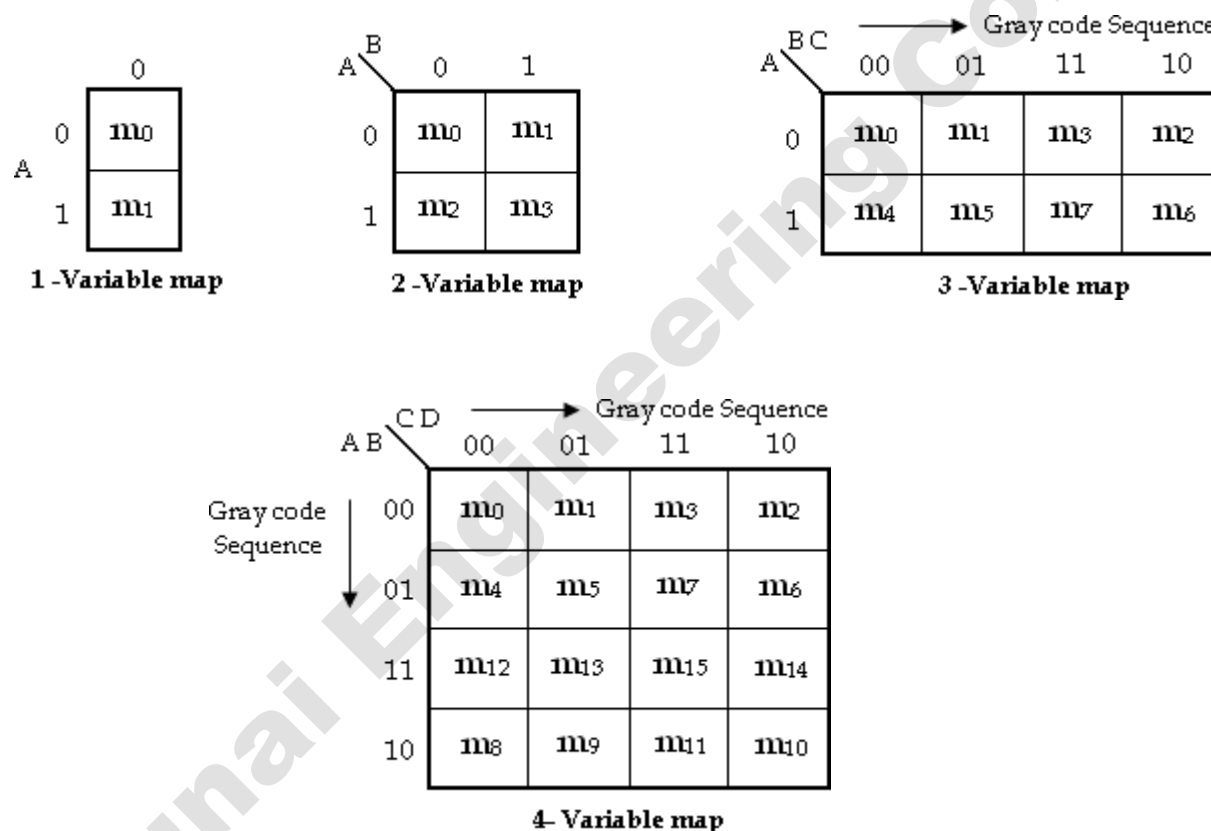 0
0 m0
A
1 m1
1 -Variable map
B
A 0 1
0 m0 m1
1 m2 m3
2 -Variable map
Gray code Sequence
BC
A 00 01 11 10
0 m0 m1 m3 m2
1 m4 m5 m7 m6
3 -Variable map
CD Gray code Sequence
AB 00 01 11 10
Gray code
Sequence
00 m0 m1 m3 m2
01 m4 m5 m7 m6
11 m12 m13 m15 m14
10 m8 m9 m11 m10
4- Variable map
Engineering